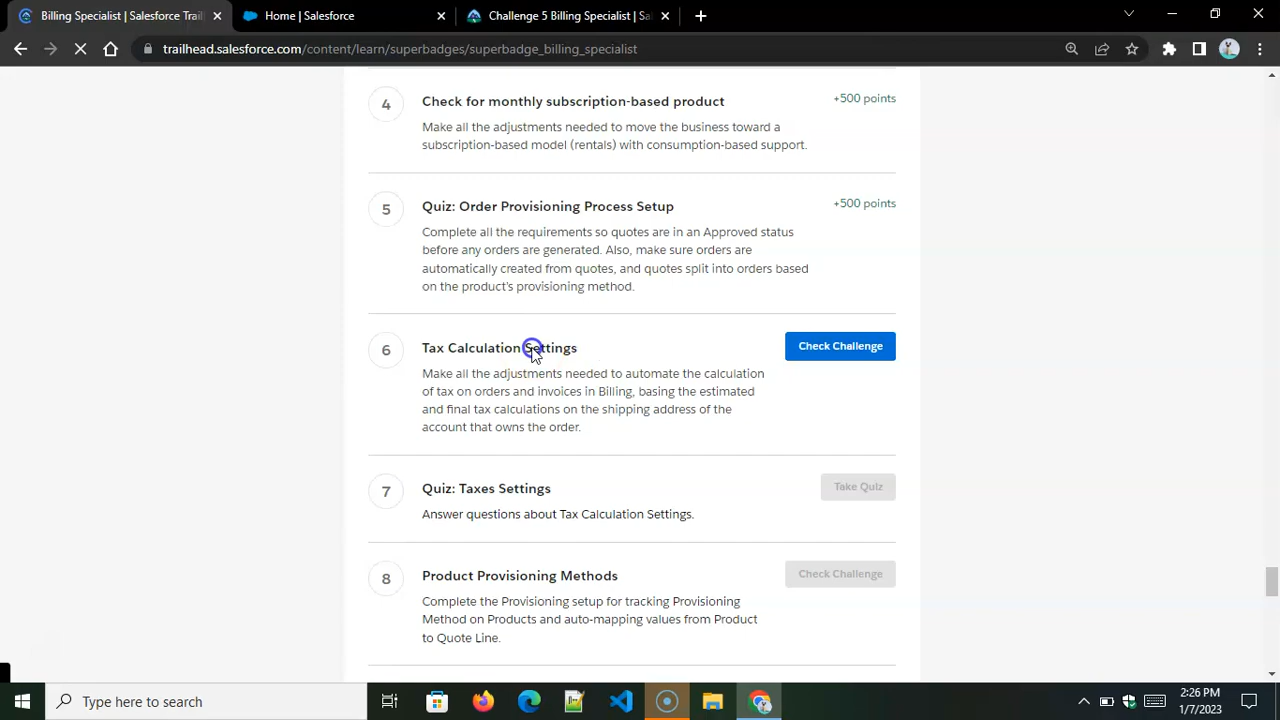 Billing Specialist | Salesforce Trail
Home | Salesforce
Challenge 5 Billing Specialist | Sa
trailhead.salesforce.com/content/learn/superbadges/superbadge_billing_specialist
4
Check for monthly subscription-based product
+500 points
Make all the adjustments needed to move the business toward a
subscription-based model (rentals) with consumption-based support.
5
Quiz: Order Provisioning Process Setup
+500 points
Complete all the requirements so quotes are in an Approved status
before any orders are generated. Also, make sure orders are
automatically created from quotes, and quotes split into orders based
on the product's provisioning method.
6
Tax Calculation Settings
Check Challenge
Make all the adjustments needed to automate the calculation
of tax on orders and invoices in Billing, basing the estimated
and final tax calculations on the shipping address of the
account that owns the order.
7
Quiz: Taxes Settings
Take Quiz
Answer questions about Tax Calculation Settings.
8
Product Provisioning Methods
Check Challenge
Complete the Provisioning setup for tracking Provisioning
Method on Products and auto-mapping values from Product
to Quote Line.
Type here to search
2:26 PM
1/7/2023